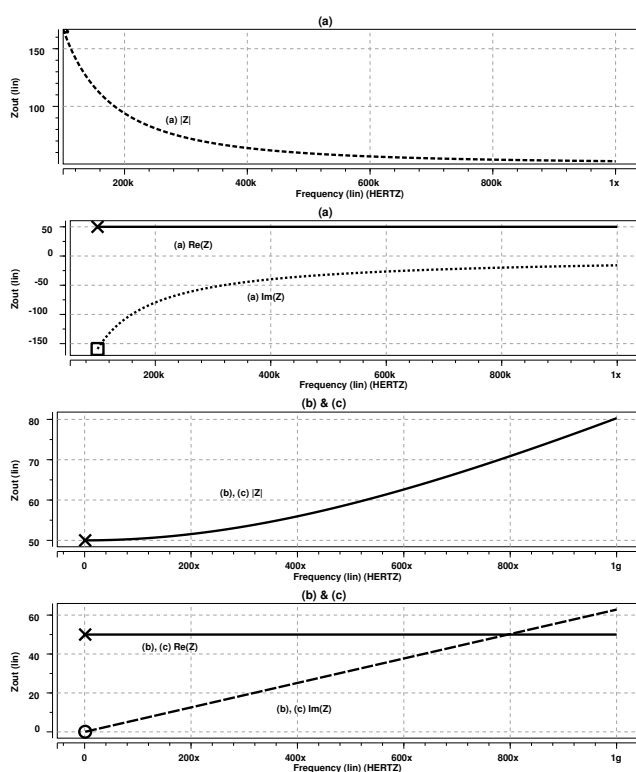 (a)
150
100
Zout (lin)
(a) |Z|
200k 400k 600k 800k 1x
Frequency (lin) (HERTZ)
(a)
50
0
-50
-100
-150
Zout (lin)
(a) Re(Z)
(a) Im(Z)
200k 400k 600k 800k 1x
Frequency (lin) (HERTZ)
(b) & (c)
80
70
60
50
Zout (lin)
(b), (c) |Z|
0 200x 400x 600x 800x 1g
Frequency (lin) (HERTZ)
(b) & (c)
60
40
20
0
Zout (lin)
(b), (c) Re(Z)
(b), (c) Im(Z)
0 200x 400x 600x 800x 1g
Frequency (lin) (HERTZ)